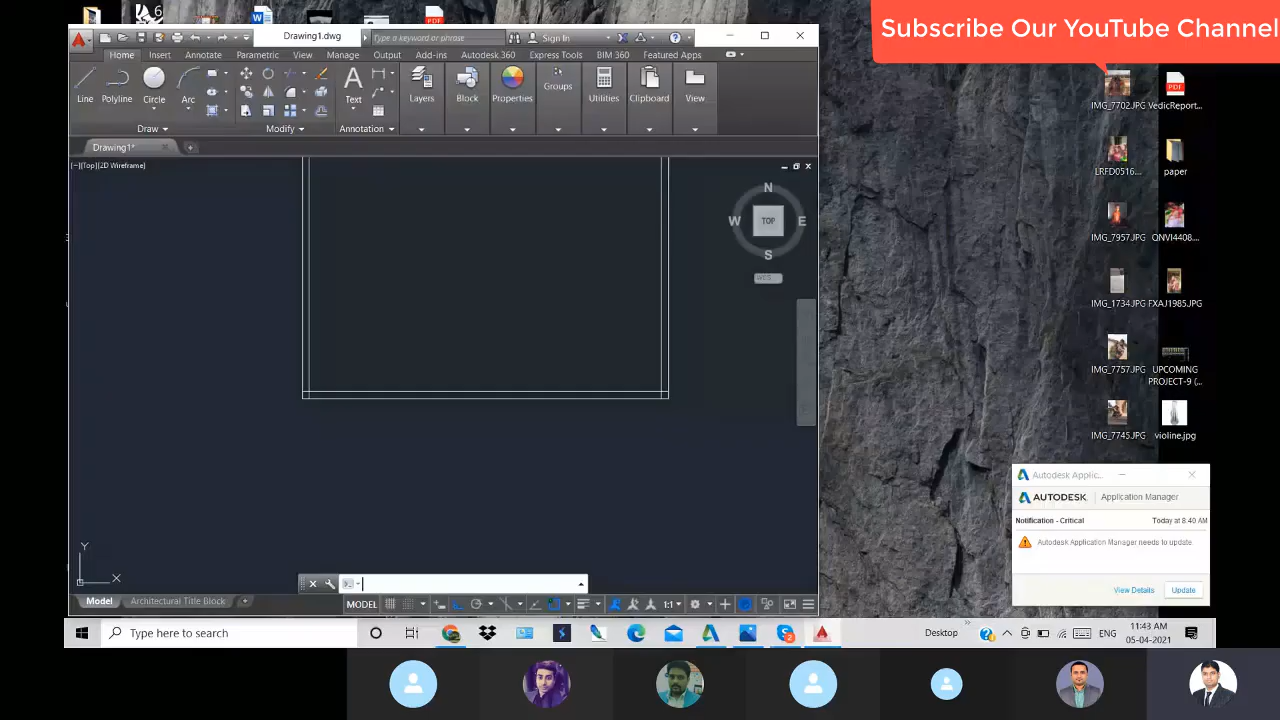 Subscribe Our YouTube Channel
Drawing1.dwg
Type a keyword or phrase
Sign In
Home
Insert
Annotate
Parametric
View
Manage
Output
Add-ins
Autodesk 360
Express Tools
BIM 360
Featured Apps
Line
Polyline
Circle
Arc
Text
Layers
Block
Properties
Groups
Utilities
Clipboard
View
Draw
Modify
Annotation
Drawing1*
[−][Top][2D Wireframe]
N
W
TOP
E
S
WCS
Y
X
MODEL
1:1
Model
Architectural Title Block
IMG_7702.JPG
VedicReport...
LRFD0516...
paper
IMG_7957.JPG
QNVI4408....
IMG_1734.JPG
FXAJ1985.JPG
IMG_7757.JPG
UPCOMING
PROJECT-9 (...
IMG_7745.JPG
violine.jpg
Autodesk Applic...
AUTODESK
Application Manager
Notification - Critical
Today at 8.40 AM
Autodesk Application Manager needs to update.
View Details
Update
Type here to search
Desktop
ENG
11:43 AM
05-04-2021